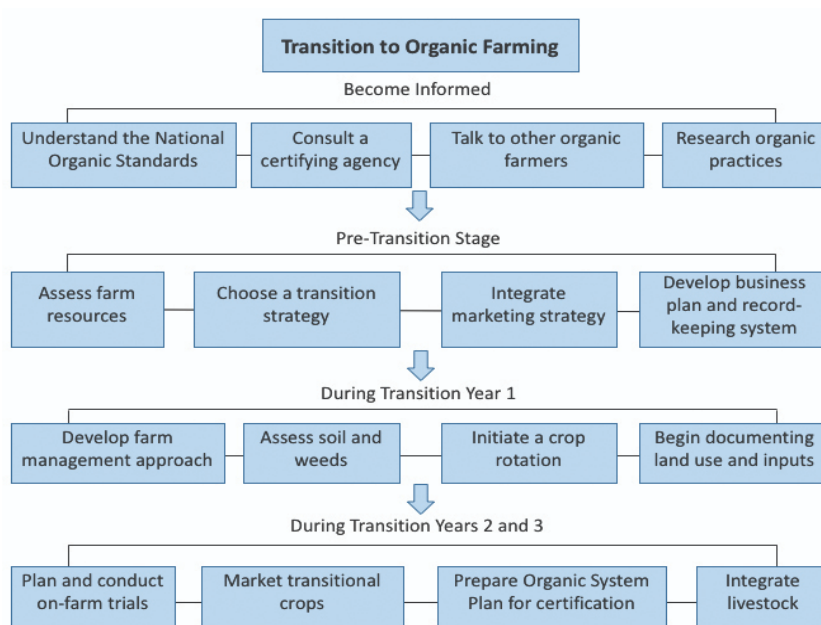 Transition to Organic Farming
Become Informed
Understand the National
Organic Standards
Consult a
certifying agency
Talk to other organic
farmers
Research organic
practices
Pre-Transition Stage
Assess farm
resources
Choose a transition
strategy
Integrate
marketing strategy
Develop business
plan and record-
keeping system
During Transition Year 1
Develop farm
management approach
Assess soil and
weeds
Initiate a crop
rotation
Begin documenting
land use and inputs
During Transition Years 2 and 3
Plan and conduct
on-farm trials
Market transitional
crops
Prepare Organic System
Plan for certification
Integrate
livestock